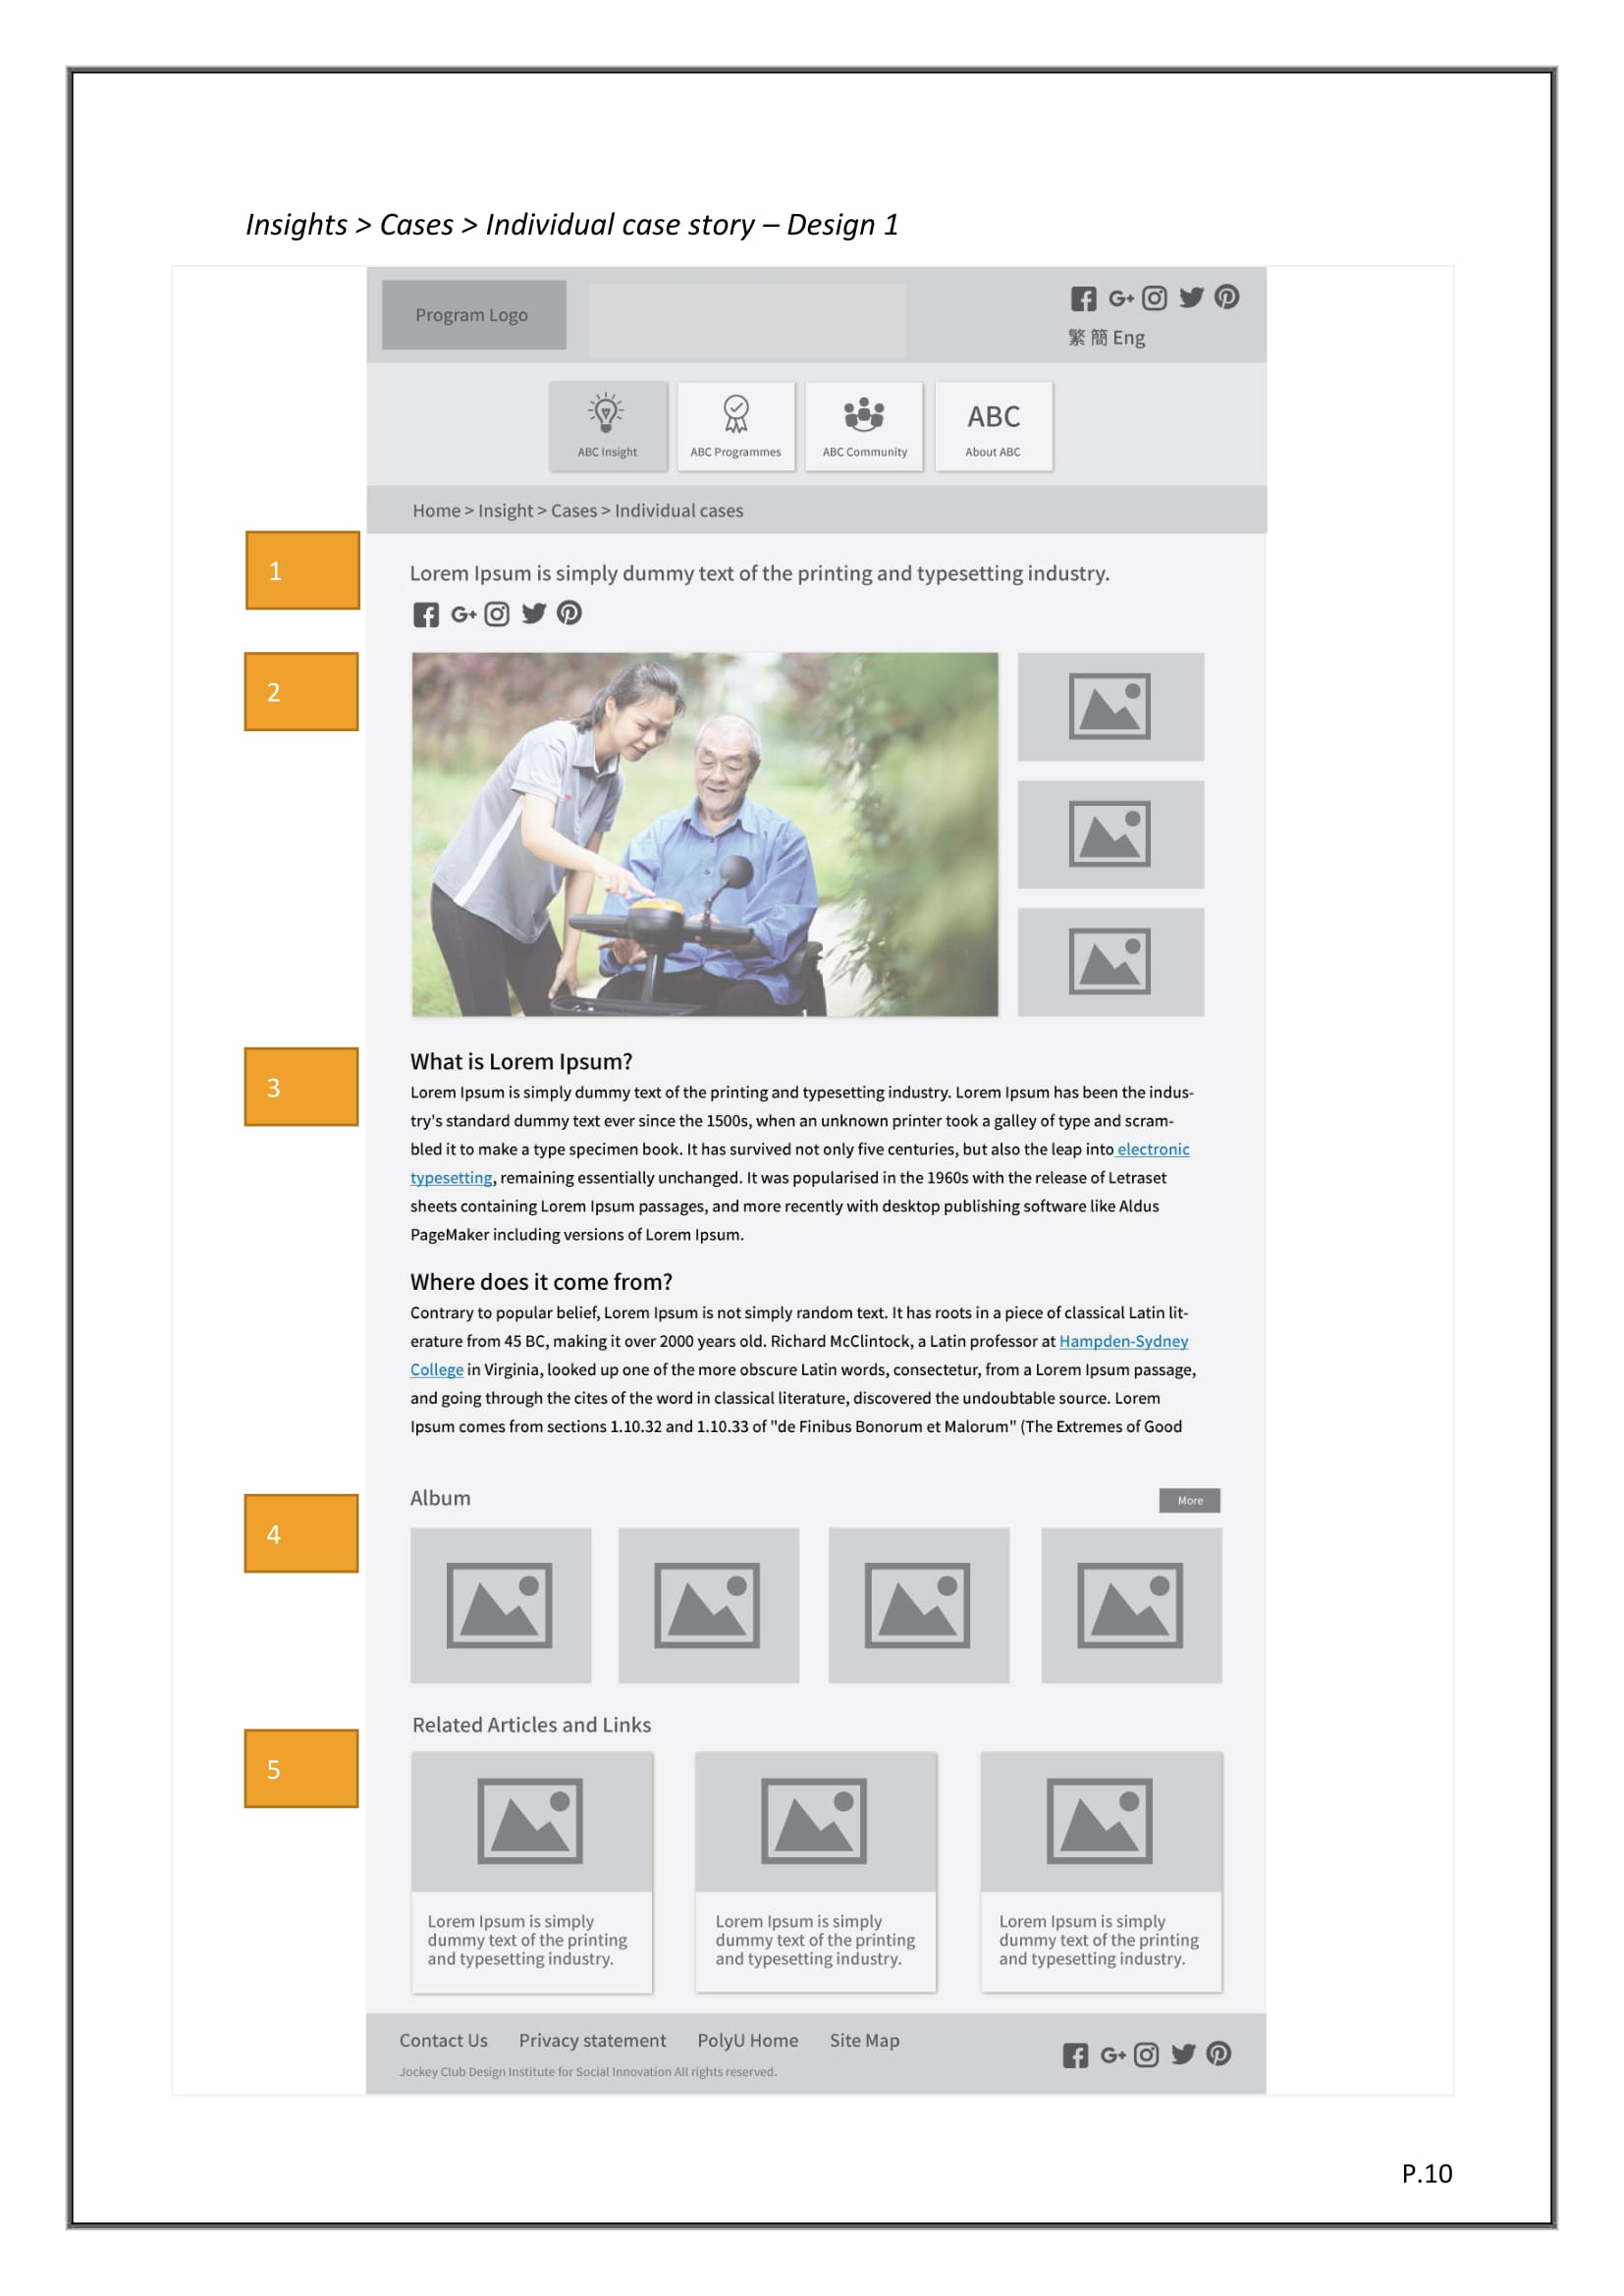 Insights > Cases > Individual case story – Design 1
Program Logo
繁 簡 Eng
ABC Insight
ABC Programmes
ABC Community
ABC
About ABC
Home > Insight > Cases > Individual cases
1
Lorem Ipsum is simply dummy text of the printing and typesetting industry.
2
3
What is Lorem Ipsum?
Lorem Ipsum is simply dummy text of the printing and typesetting industry. Lorem Ipsum has been the indus-
try's standard dummy text ever since the 1500s, when an unknown printer took a galley of type and scram-
bled it to make a type specimen book. It has survived not only five centuries, but also the leap into electronic
typesetting, remaining essentially unchanged. It was popularised in the 1960s with the release of Letraset
sheets containing Lorem Ipsum passages, and more recently with desktop publishing software like Aldus
PageMaker including versions of Lorem Ipsum.
Where does it come from?
Contrary to popular belief, Lorem Ipsum is not simply random text. It has roots in a piece of classical Latin lit-
erature from 45 BC, making it over 2000 years old. Richard McClintock, a Latin professor at Hampden-Sydney
College in Virginia, looked up one of the more obscure Latin words, consectetur, from a Lorem Ipsum passage,
and going through the cites of the word in classical literature, discovered the undoubtable source. Lorem
Ipsum comes from sections 1.10.32 and 1.10.33 of "de Finibus Bonorum et Malorum" (The Extremes of Good
4
Album
More
5
Related Articles and Links
Lorem Ipsum is simply
dummy text of the printing
and typesetting industry.
Lorem Ipsum is simply
dummy text of the printing
and typesetting industry.
Lorem Ipsum is simply
dummy text of the printing
and typesetting industry.
Contact Us Privacy statement PolyU Home Site Map
Jockey Club Design Institute for Social Innovation All rights reserved.
P.10